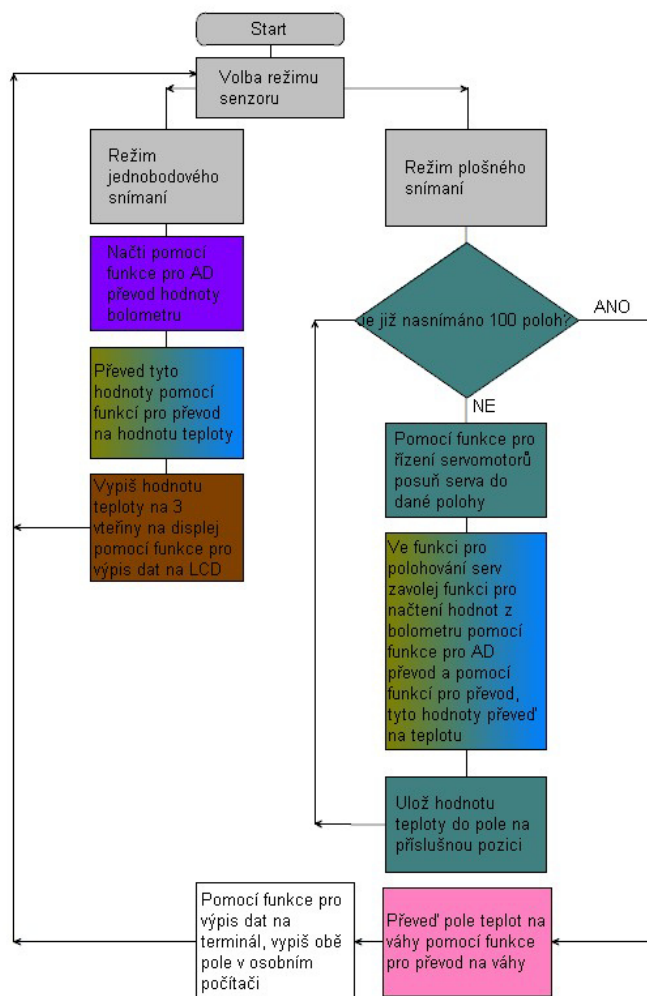 Start
Volba režimu
senzoru
Režim
jednobodového
snímaní
Režim plošného
snímaní
Načti pomocí
funkce pro AD
převod hodnoty
bolometru
je již nasnímáno 100 poloh?
ANO
NE
Převed tyto
hodnoty pomocí
funkcí pro převod
na hodnotu teploty
Vypiš hodnotu
teploty na 3
vteřiny na displej
pomocí funkce pro
výpis dat na LCD
Pomocí funkce pro
řízení servomotorů
posuň serva do
dané polohy
Ve funkci pro
polohování serv
zavolej funkci pro
načtení hodnot z
bolometru pomocí
funkce pro AD
převod a pomocí
funkcí pro převod,
tyto hodnoty převeď
na teplotu
Ulož hodnotu
teploty do pole na
příslušnou pozici
Pomocí funkce pro
výpis dat na
terminál, vypiš obě
pole v osobním
počítači
Převeď pole teplot na
váhy pomocí funkce
pro převod na váhy